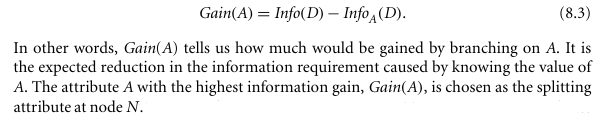 Gain(A) = Info(D) − Info_A(D). (8.3)
In other words, Gain(A) tells us how much would be gained by branching on A. It is
the expected reduction in the information requirement caused by knowing the value of
A. The attribute A with the highest information gain, Gain(A), is chosen as the splitting
attribute at node N.